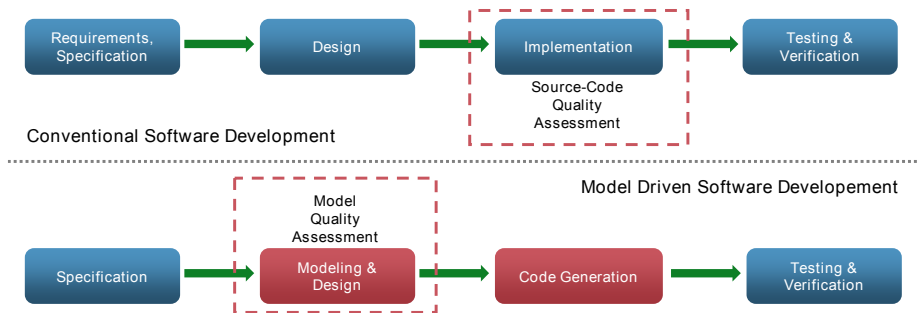 Requirements,
Specification
Design
Implementation
Testing &
Verification
Source-Code
Quality
Assessment
Conventional Software Development
Model Driven Software Developement
Model
Quality
Assessment
Specification
Modeling &
Design
Code Generation
Testing &
Verification